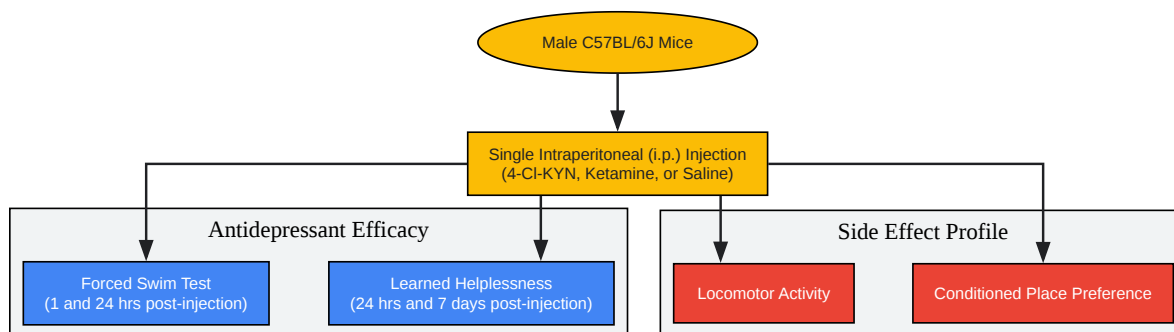 Male C57BL/6J Mice
Single Intraperitoneal (i.p.) Injection
(4-Cl-KYN, Ketamine, or Saline)
Antidepressant Efficacy
Side Effect Profile
Forced Swim Test
(1 and 24 hrs post-injection)
Learned Helplessness
(24 hrs and 7 days post-injection)
Locomotor Activity
Conditioned Place Preference